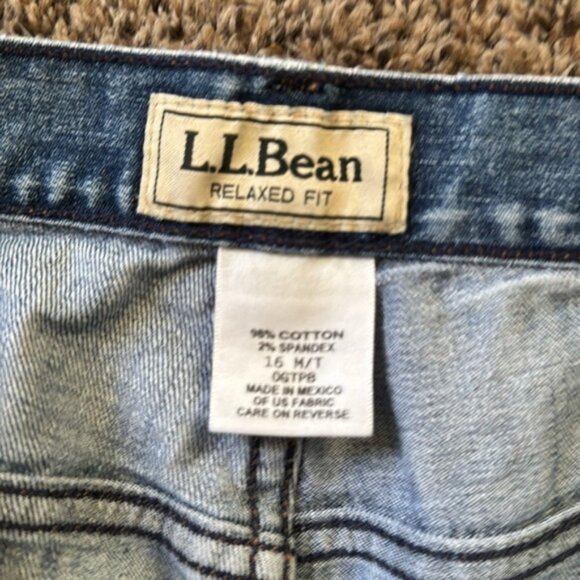 L.L.Bean
RELAXED FIT
98% COTTON
2% SPANDEX
16 M/T
0GTPB
MADE IN MEXICO
OF US FABRIC
CARE ON REVERSE